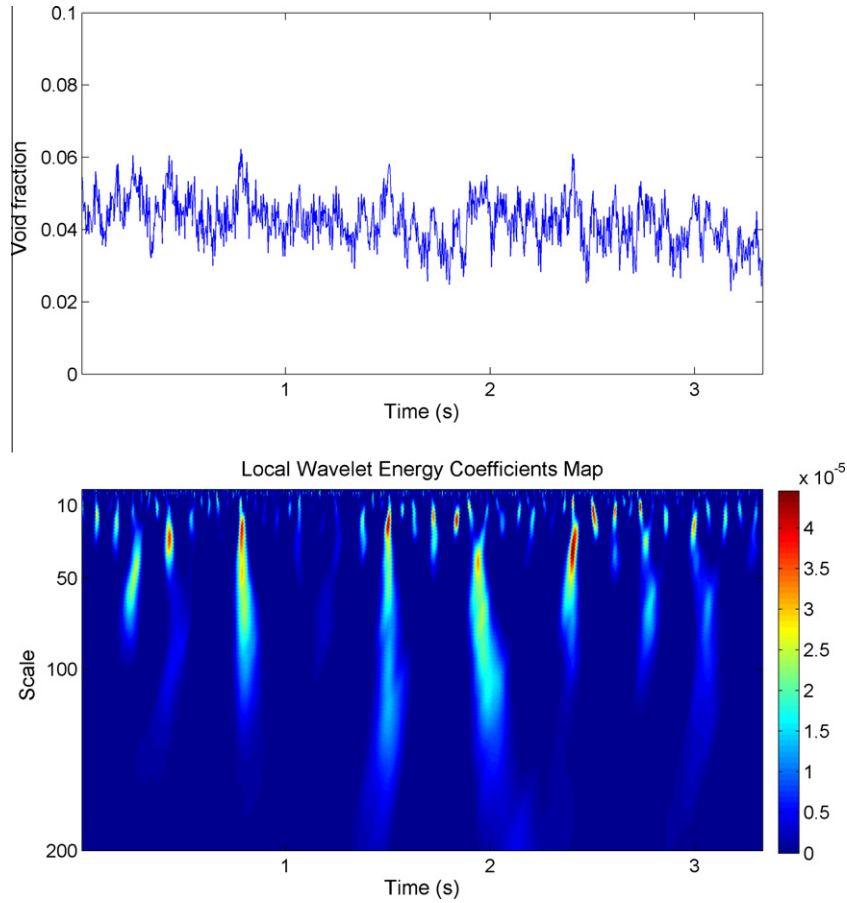 0.1
0.08
0.06
0.04
0.02
0
Void fraction
1 2 3
Time (s)
Local Wavelet Energy Coefficients Map
x 10^-5
10
50
100
200
Scale
1 2 3
Time (s)
4
3.5
3
2.5
2
1.5
1
0.5
0